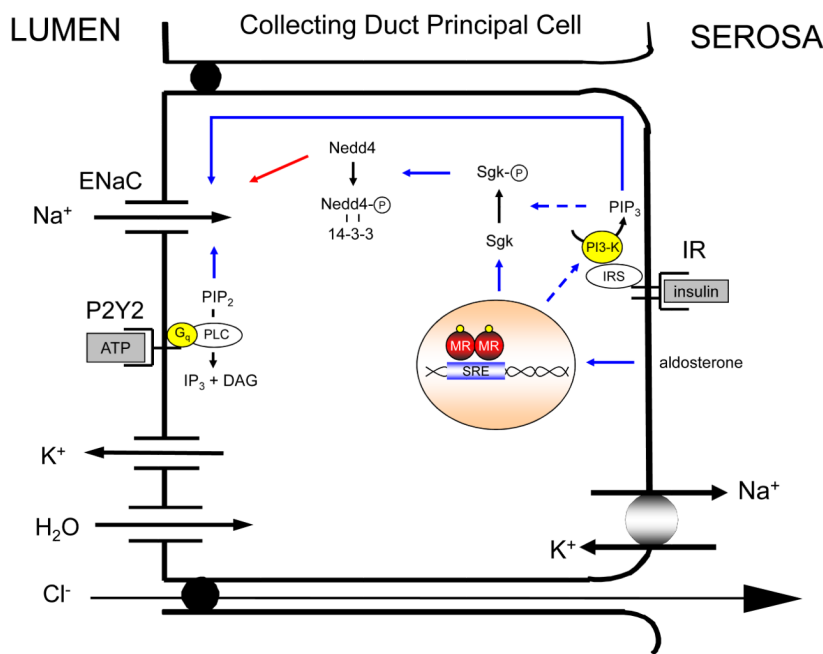 LUMEN
Collecting Duct Principal Cell
SEROSA
Nedd4
Sgk-P
ENaC
Nedd4-P
PIP₃
Na⁺
14-3-3
Sgk
PI3-K
IR
IRS
insulin
PIP₂
P2Y2
Gq
PLC
ATP
MR
MR
SRE
aldosterone
IP₃ + DAG
K⁺
Na⁺
H₂O
K⁺
Cl⁻